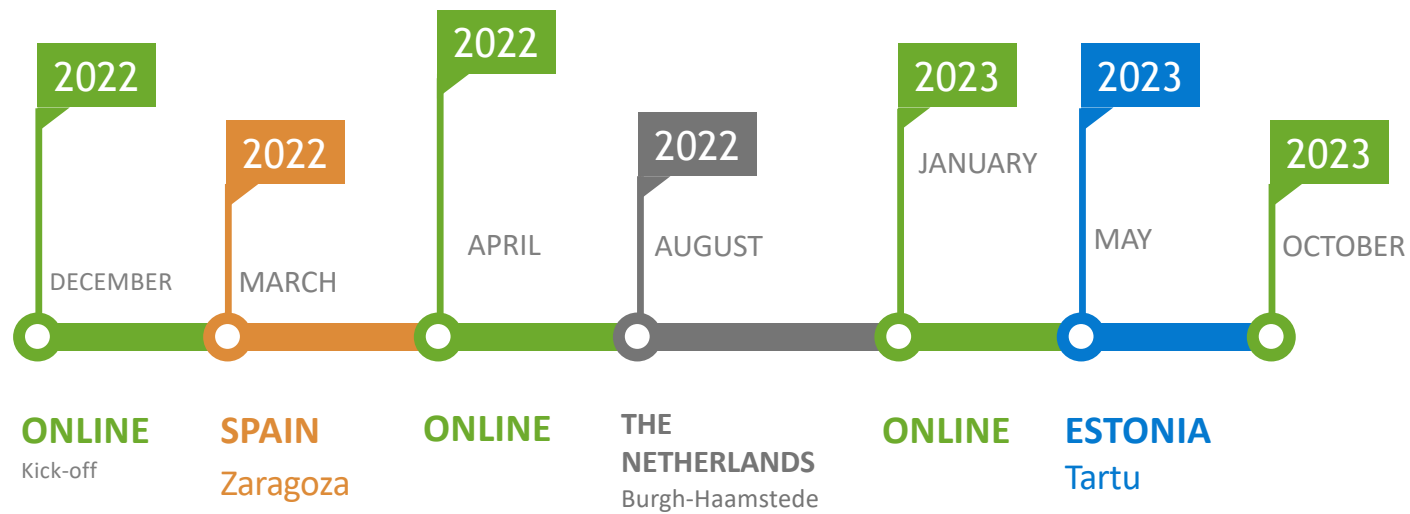 2022
DECEMBER
ONLINE
Kick-off
2022
MARCH
SPAIN
Zaragoza
2022
APRIL
ONLINE
2022
AUGUST
THE
NETHERLANDS
Burgh-Haamstede
2023
JANUARY
ONLINE
2023
MAY
ESTONIA
Tartu
2023
OCTOBER